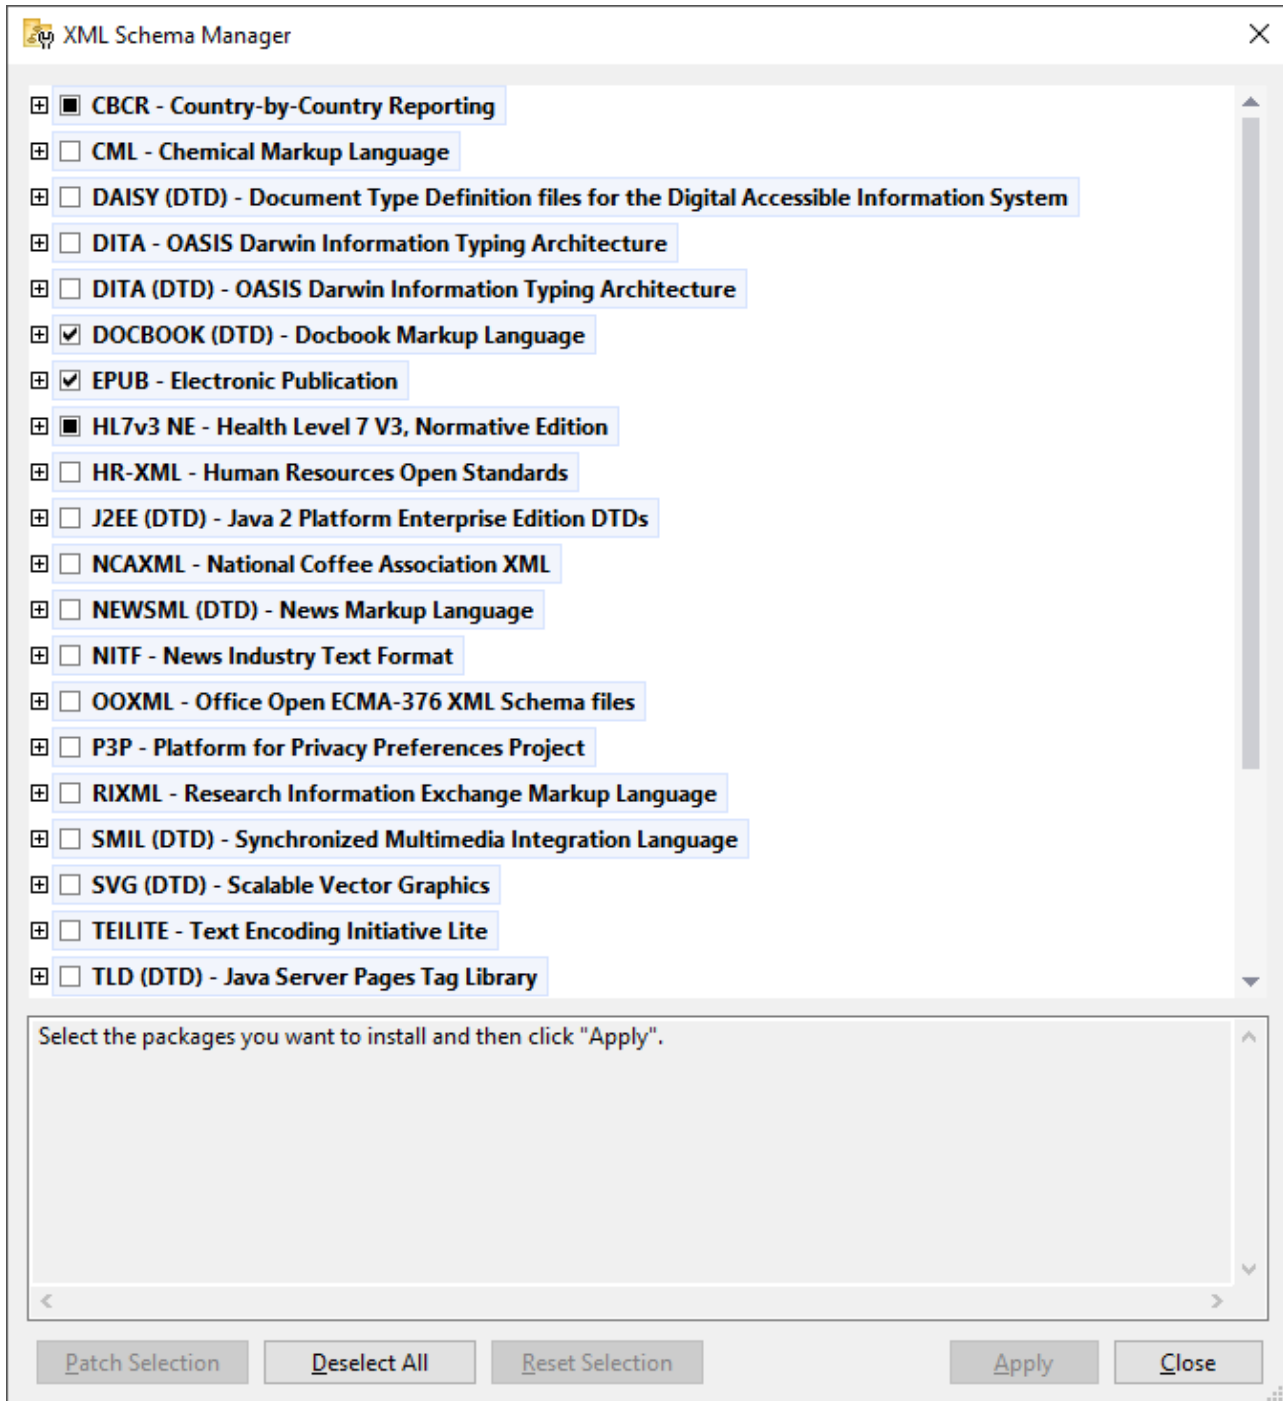 XML Schema Manager
CBCR - Country-by-Country Reporting
CML - Chemical Markup Language
DAISY (DTD) - Document Type Definition files for the Digital Accessible Information System
DITA - OASIS Darwin Information Typing Architecture
DITA (DTD) - OASIS Darwin Information Typing Architecture
DOCBOOK (DTD) - Docbook Markup Language
EPUB - Electronic Publication
HL7v3 NE - Health Level 7 V3, Normative Edition
HR-XML - Human Resources Open Standards
J2EE (DTD) - Java 2 Platform Enterprise Edition DTDs
NCAXML - National Coffee Association XML
NEWSML (DTD) - News Markup Language
NITF - News Industry Text Format
OOXML - Office Open ECMA-376 XML Schema files
P3P - Platform for Privacy Preferences Project
RIXML - Research Information Exchange Markup Language
SMIL (DTD) - Synchronized Multimedia Integration Language
SVG (DTD) - Scalable Vector Graphics
TEILITE - Text Encoding Initiative Lite
TLD (DTD) - Java Server Pages Tag Library
Select the packages you want to install and then click "Apply".
Patch Selection Deselect All Reset Selection Apply Close